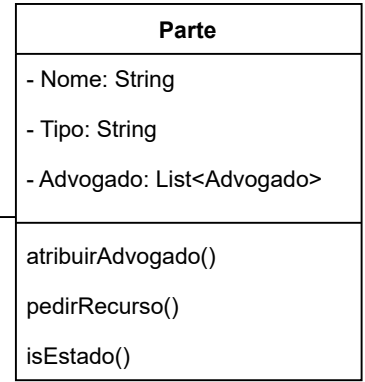 Parte
- Nome: String
- Tipo: String
- Advogado: List<Advogado>
atribuirAdvogado()
pedirRecurso()
isEstado()